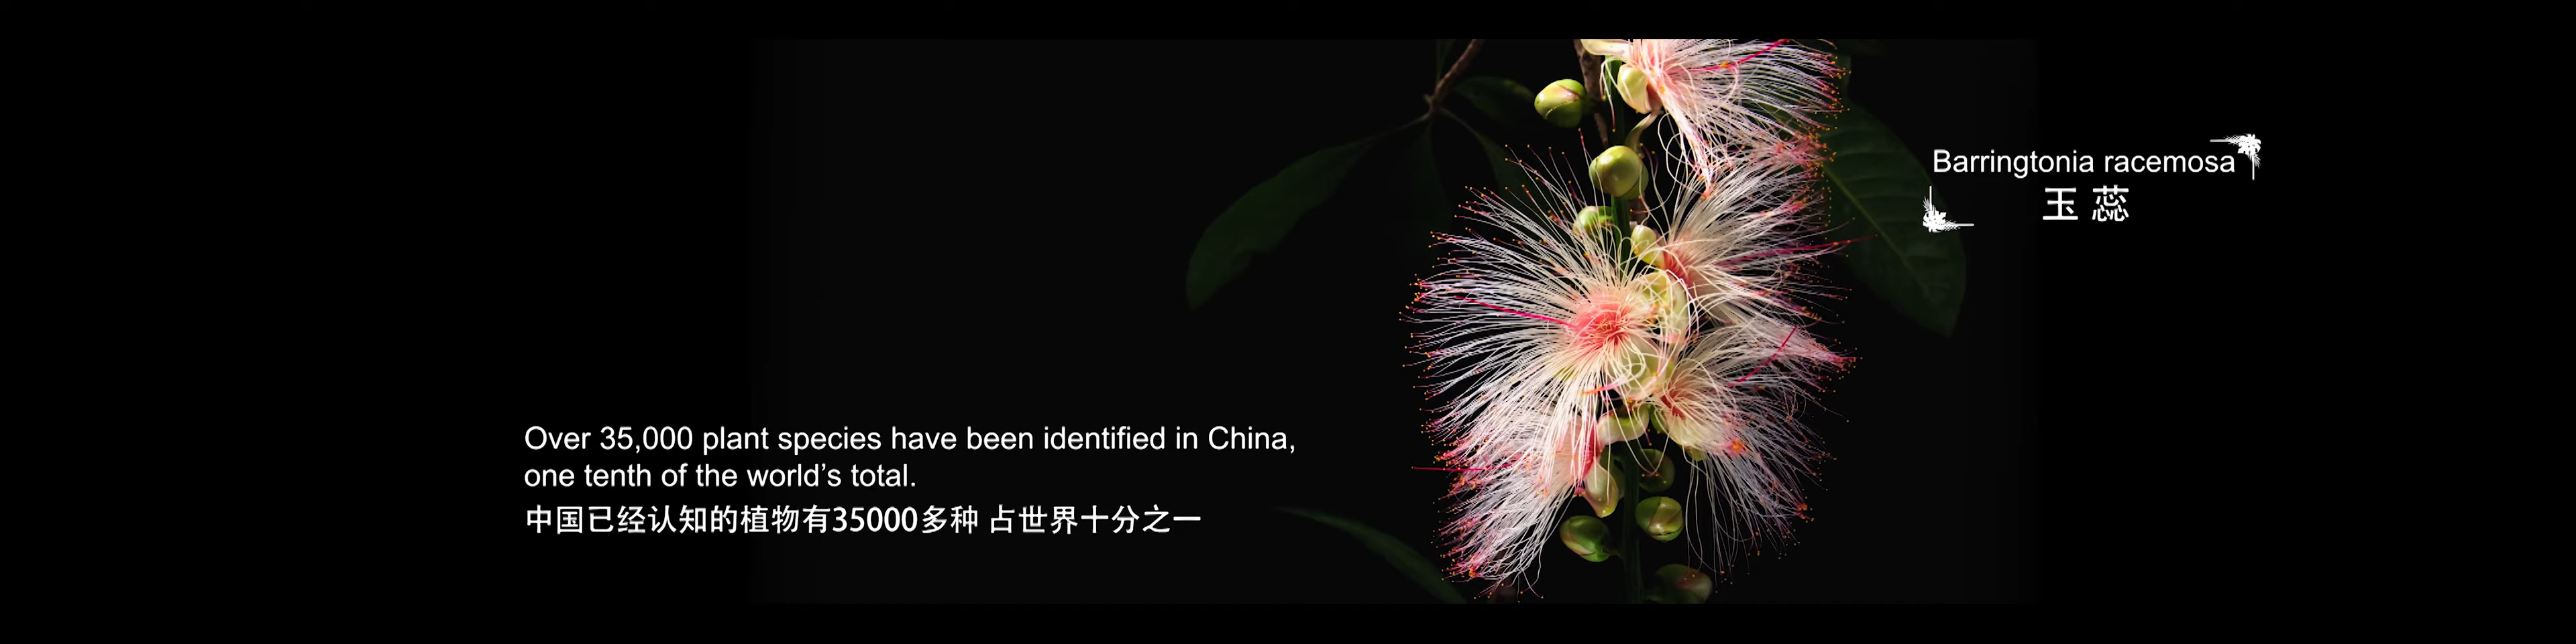 Barringtonia racemosa
玉蕊
Over 35,000 plant species have been identified in China,
one tenth of the world’s total.
中国已经认知的植物有35000多种 占世界十分之一